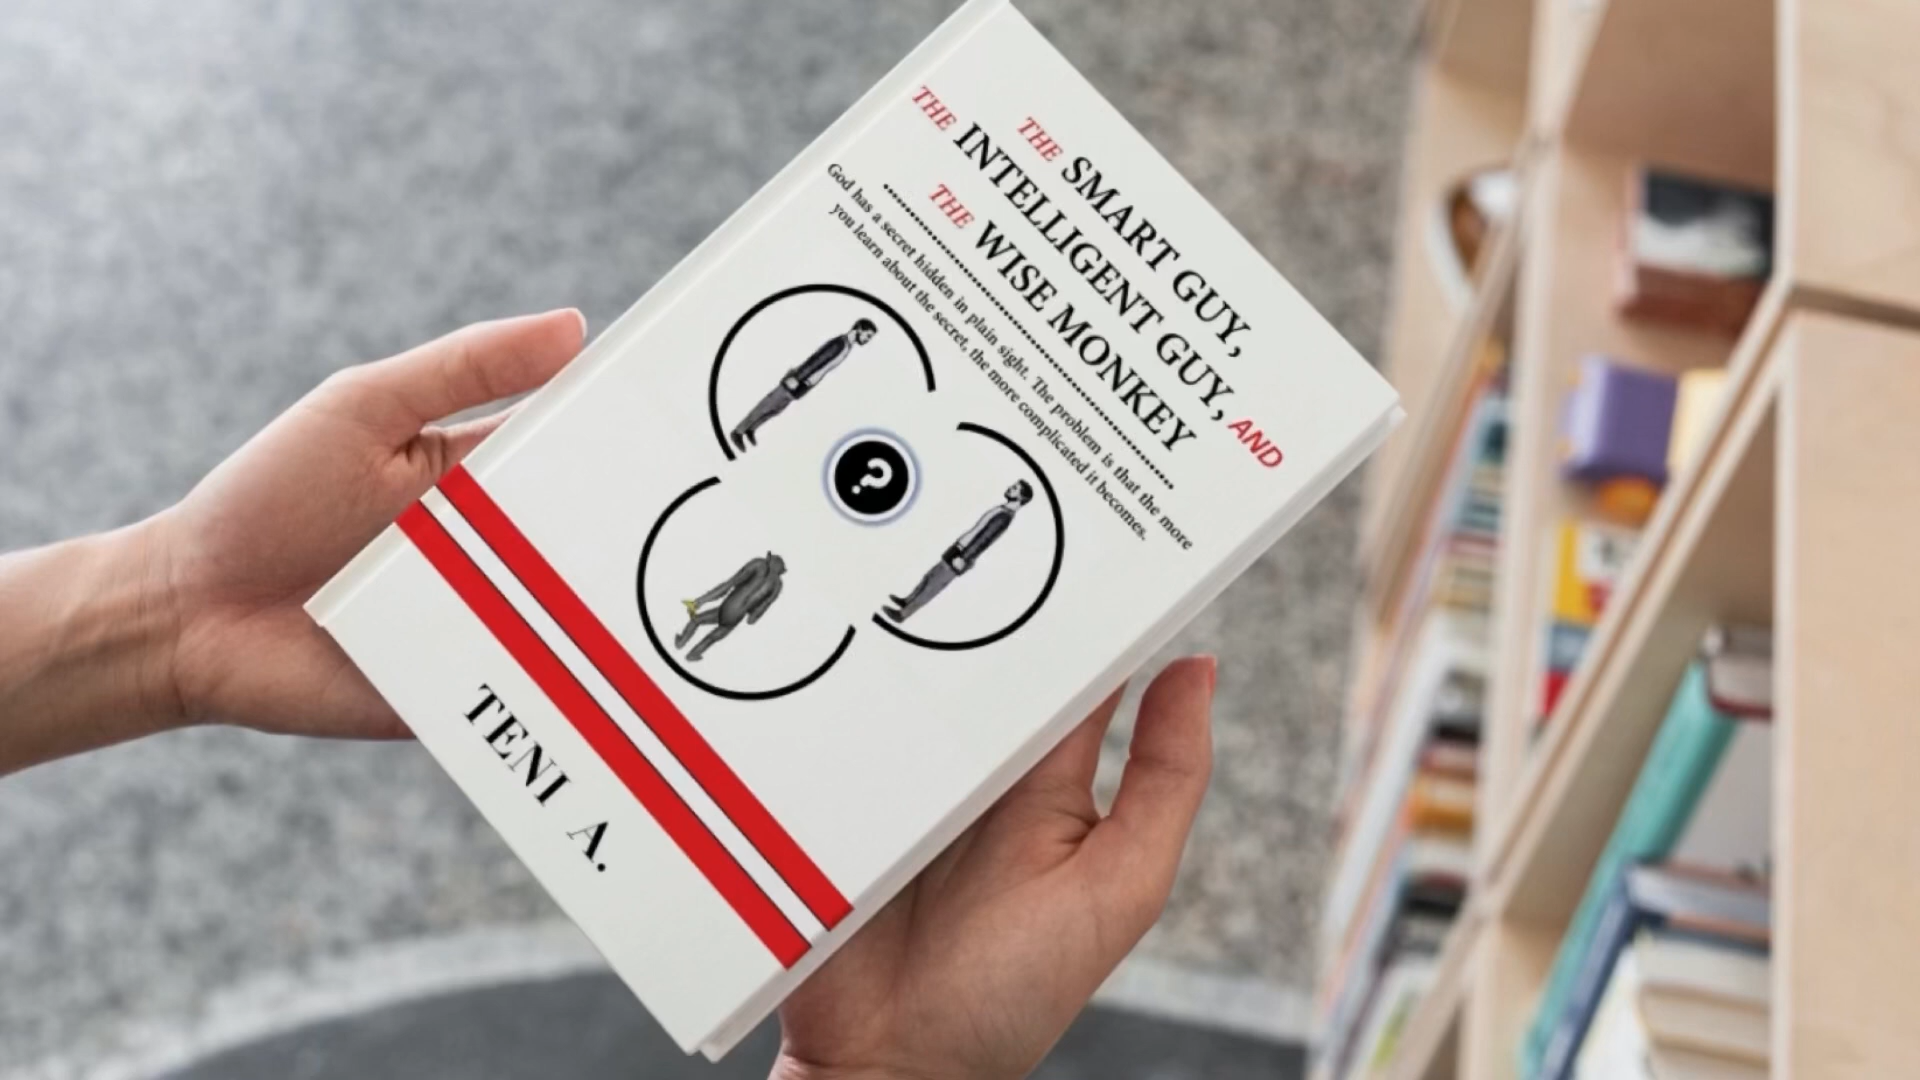 THE SMART GUY,
THE INTELLIGENT GUY, AND
THE WISE MONKEY
God has a secret hidden in plain sight. The problem is that the more
you learn about the secret, the more complicated it becomes.
?
TENI A.